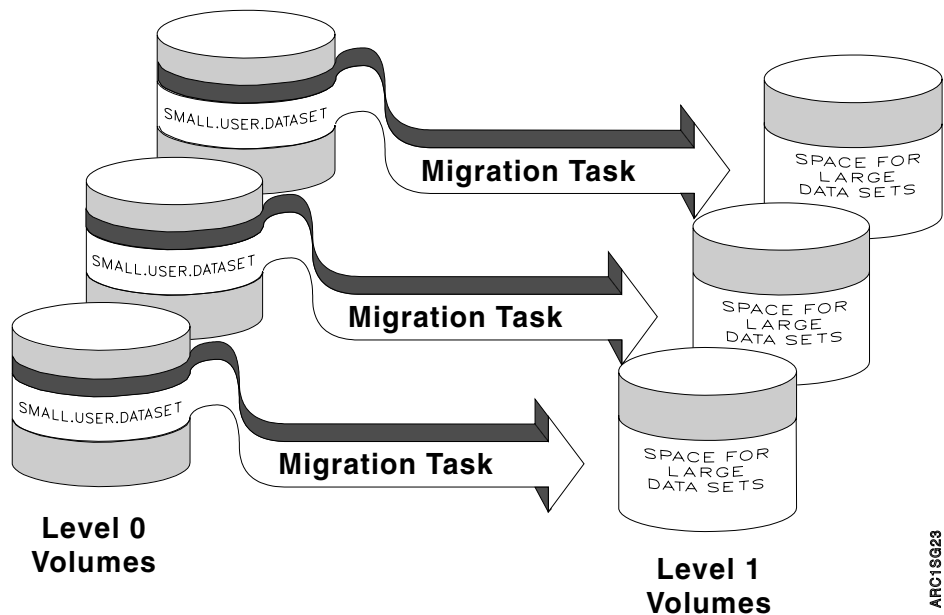 SMALL.USER.DATASET
Migration Task
SPACE FOR
LARGE
DATA SETS
SMALL.USER.DATASET
Migration Task
SPACE FOR
LARGE
DATA SETS
SMALL.USER.DATASET
Migration Task
SPACE FOR
LARGE
DATA SETS
Level 0
Volumes
Level 1
Volumes
ARC1SG23